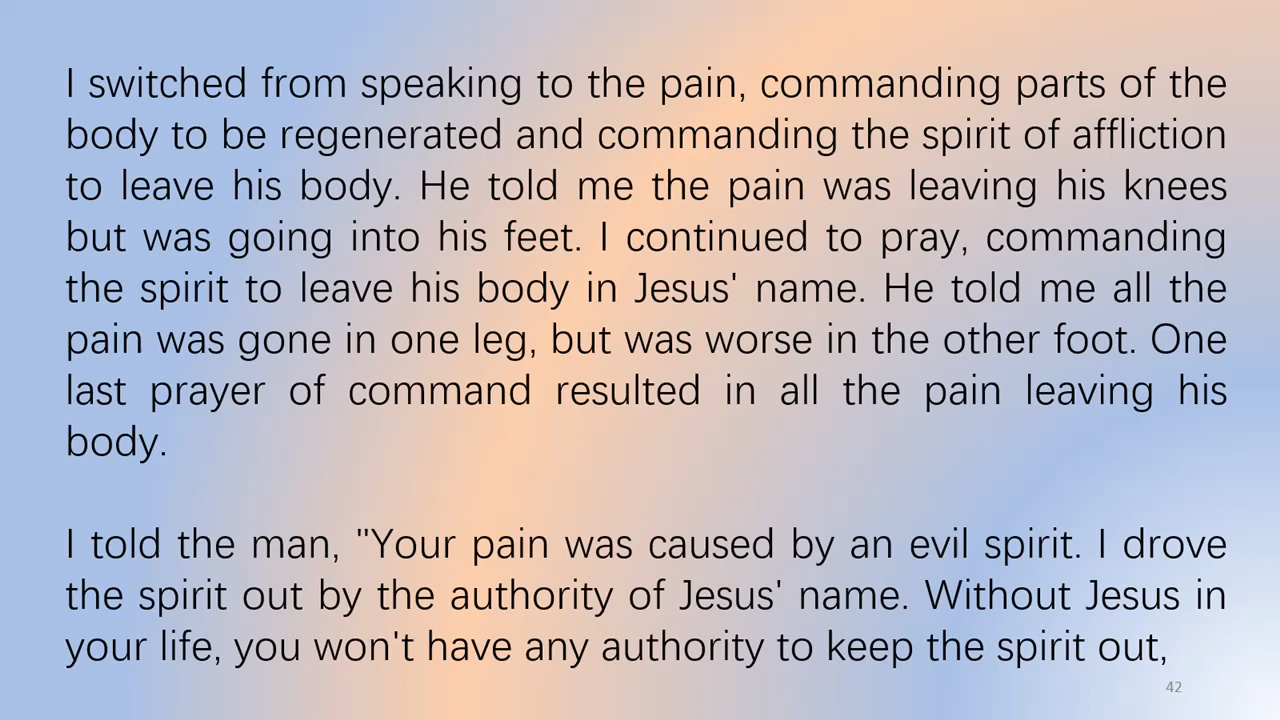 I switched from speaking to the pain, commanding parts of the
body to be regenerated and commanding the spirit of affliction
to leave his body. He told me the pain was leaving his knees
but was going into his feet. I continued to pray, commanding
the spirit to leave his body in Jesus' name. He told me all the
pain was gone in one leg, but was worse in the other foot. One
last prayer of command resulted in all the pain leaving his
body.
I told the man, "Your pain was caused by an evil spirit. I drove
the spirit out by the authority of Jesus' name. Without Jesus in
your life, you won't have any authority to keep the spirit out,
42